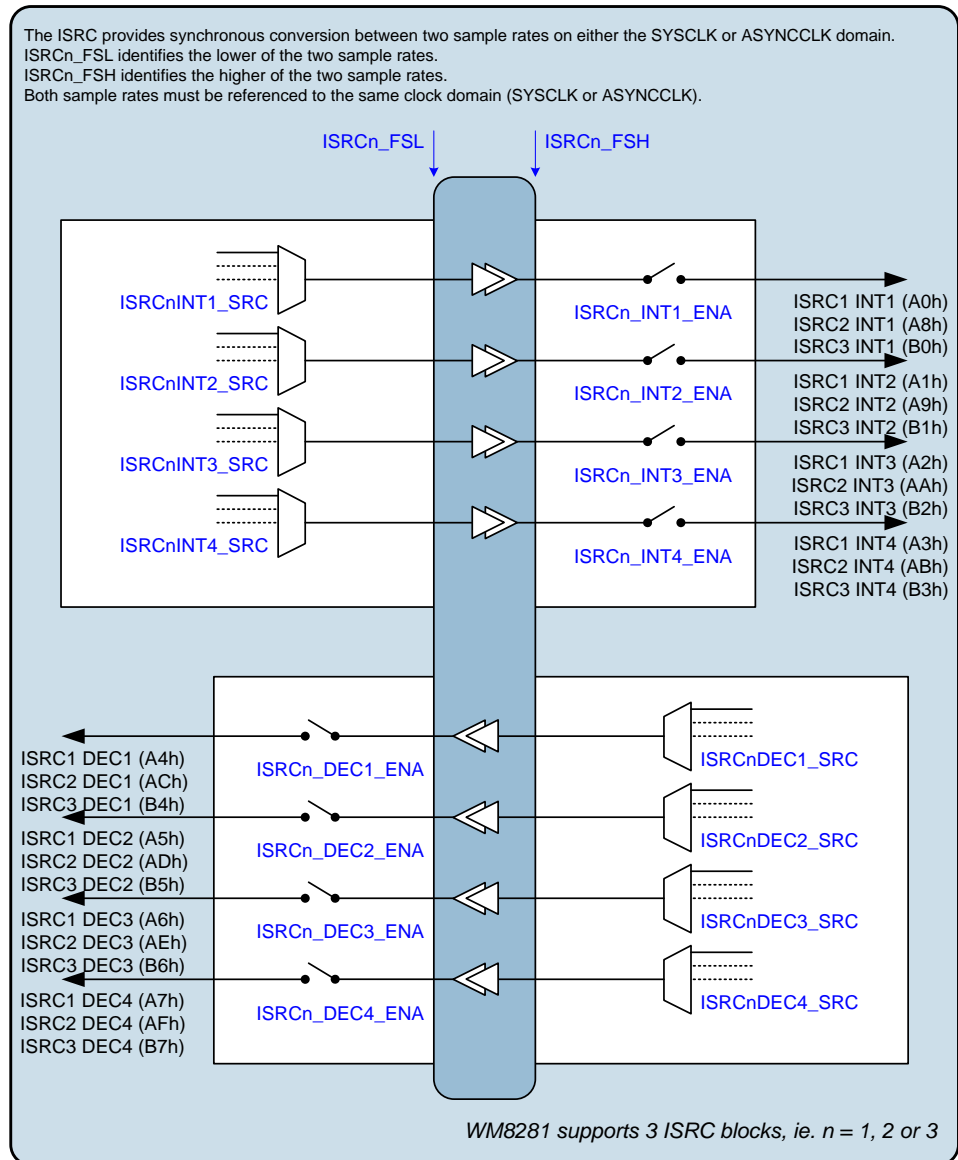 The ISRC provides synchronous conversion between two sample rates on either the SYSCLK or ASYNCCLK domain.
ISRCn_FSL identifies the lower of the two sample rates.
ISRCn_FSH identifies the higher of the two sample rates.
Both sample rates must be referenced to the same clock domain (SYSCLK or ASYNCCLK).
ISRCn_FSL
ISRCn_FSH
ISRCnINT1_SRC
ISRCn_INT1_ENA
ISRC1 INT1 (A0h)
ISRC2 INT1 (A8h)
ISRC3 INT1 (B0h)
ISRCnINT2_SRC
ISRCn_INT2_ENA
ISRC1 INT2 (A1h)
ISRC2 INT2 (A9h)
ISRC3 INT2 (B1h)
ISRCnINT3_SRC
ISRCn_INT3_ENA
ISRC1 INT3 (A2h)
ISRC2 INT3 (AAh)
ISRC3 INT3 (B2h)
ISRCnINT4_SRC
ISRCn_INT4_ENA
ISRC1 INT4 (A3h)
ISRC2 INT4 (ABh)
ISRC3 INT4 (B3h)
ISRC1 DEC1 (A4h)
ISRC2 DEC1 (ACh)
ISRC3 DEC1 (B4h)
ISRCn_DEC1_ENA
ISRCnDEC1_SRC
ISRC1 DEC2 (A5h)
ISRC2 DEC2 (ADh)
ISRC3 DEC2 (B5h)
ISRCn_DEC2_ENA
ISRCnDEC2_SRC
ISRC1 DEC3 (A6h)
ISRC2 DEC3 (AEh)
ISRC3 DEC3 (B6h)
ISRCn_DEC3_ENA
ISRCnDEC3_SRC
ISRC1 DEC4 (A7h)
ISRC2 DEC4 (AFh)
ISRC3 DEC4 (B7h)
ISRCn_DEC4_ENA
ISRCnDEC4_SRC
WM8281 supports 3 ISRC blocks, ie. n = 1, 2 or 3